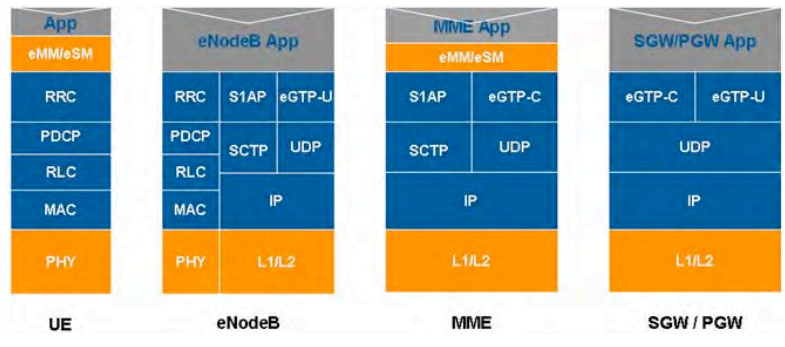 App
eMM/eSM
RRC
PDCP
RLC
MAC
PHY
UE
eNodeB App
RRC S1AP eGTP-U
PDCP SCTP UDP
RLC
MAC IP
PHY L1/L2
eNodeB
MME App
eMM/eSM
S1AP eGTP-C
SCTP UDP
IP
L1/L2
MME
SGW/PGW App
eGTP-C eGTP-U
UDP
IP
L1/L2
SGW / PGW